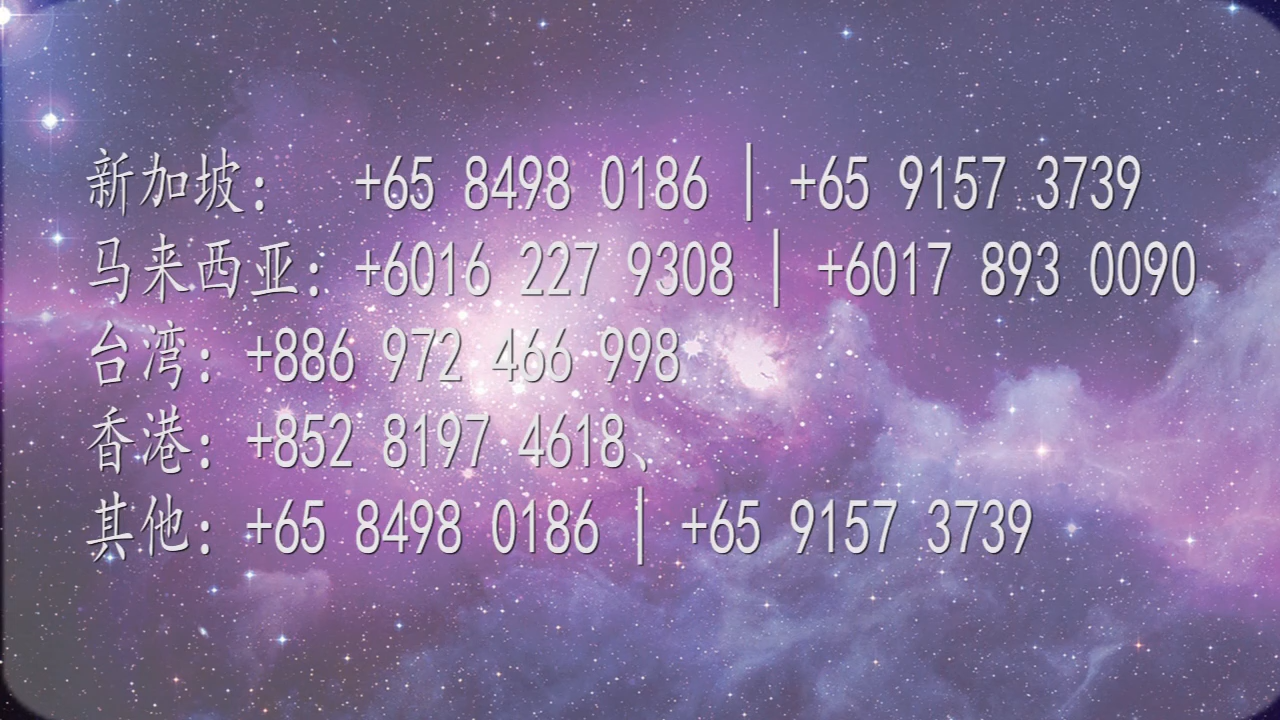 新加坡： +65 8498 0186 | +65 9157 3739
马来西亚：+6016 227 9308 | +6017 893 0090
台湾：+886 972 466 998
香港：+852 8197 4618、
其他：+65 8498 0186 | +65 9157 3739